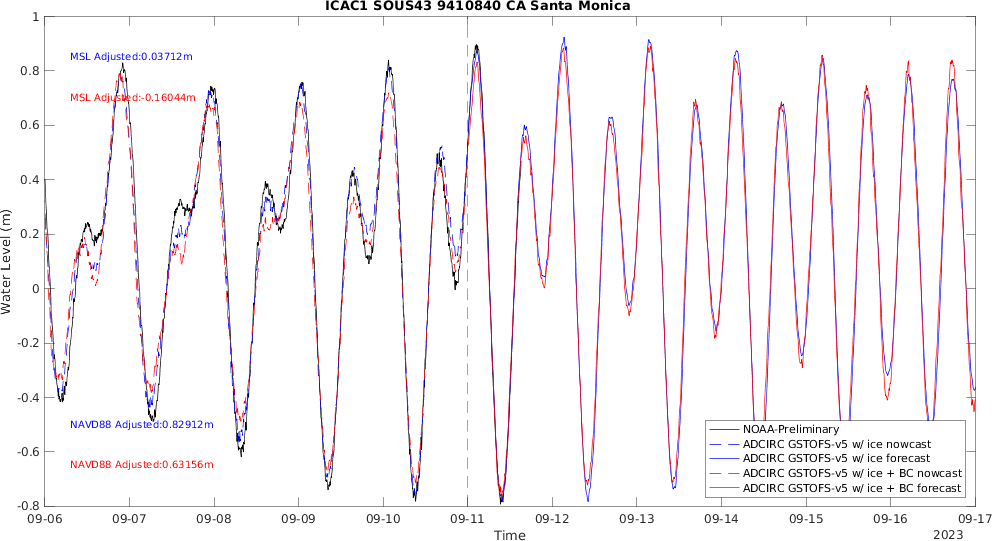 ICAC1 SOUS43 9410840 CA Santa Monica
1
0.8
0.6
0.4
0.2
0
-0.2
-0.4
-0.6
-0.8
Water Level (m)
MSL Adjusted:0.03712m
MSL Adjusted:-0.16044m
NAVD88 Adjusted:0.82912m
NAVD88 Adjusted:0.63156m
NOAA-Preliminary
ADCIRC GSTOFS-v5 w/ ice nowcast
ADCIRC GSTOFS-v5 w/ ice forecast
ADCIRC GSTOFS-v5 w/ ice + BC nowcast
ADCIRC GSTOFS-v5 w/ ice + BC forecast
09-06 09-07 09-08 09-09 09-10 09-11 09-12 09-13 09-14 09-15 09-16 09-17
Time
2023